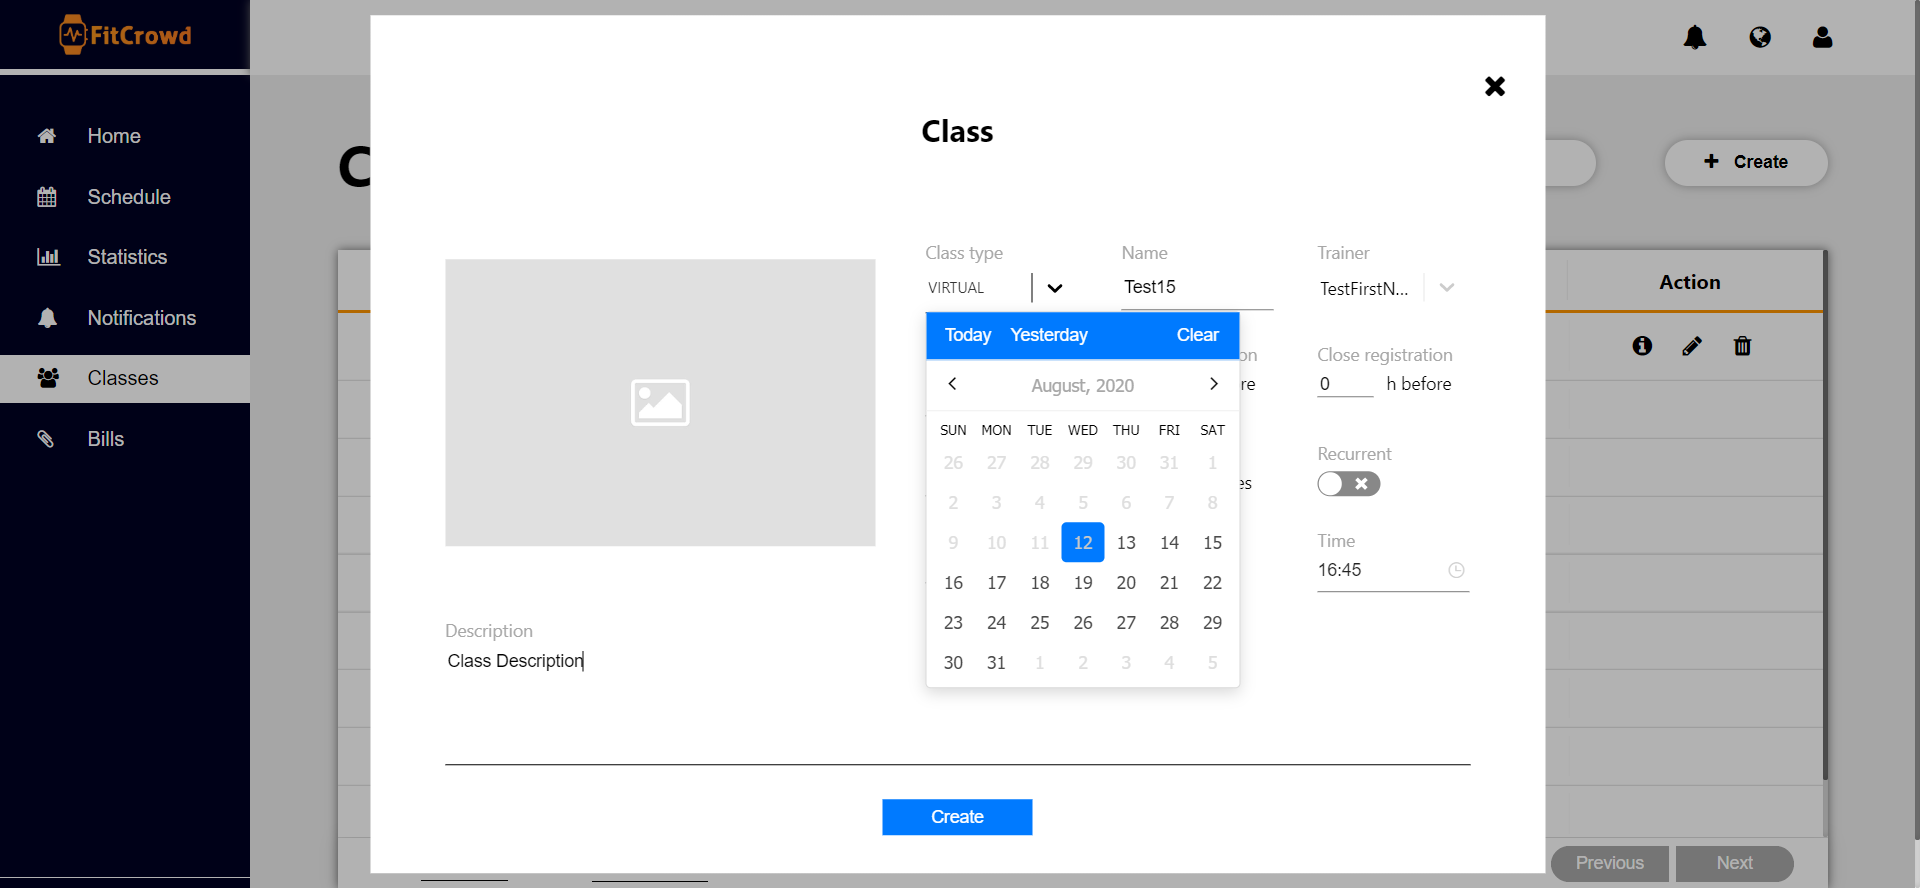 FitCrowd
Home
Schedule
Statistics
Notifications
Classes
Bills
C
Create
Action
Previous
Next
Class
Class type
VIRTUAL
Name
Test15
Trainer
TestFirstN...
Today Yesterday Clear
August, 2020
SUN MON TUE WED THU FRI SAT
26 27 28 29 30 31 1
2 3 4 5 6 7 8
9 10 11 12 13 14 15
16 17 18 19 20 21 22
23 24 25 26 27 28 29
30 31 1 2 3 4 5
on
re
es
Close registration
0 h before
Recurrent
Time
16:45
Description
Class Description
Create